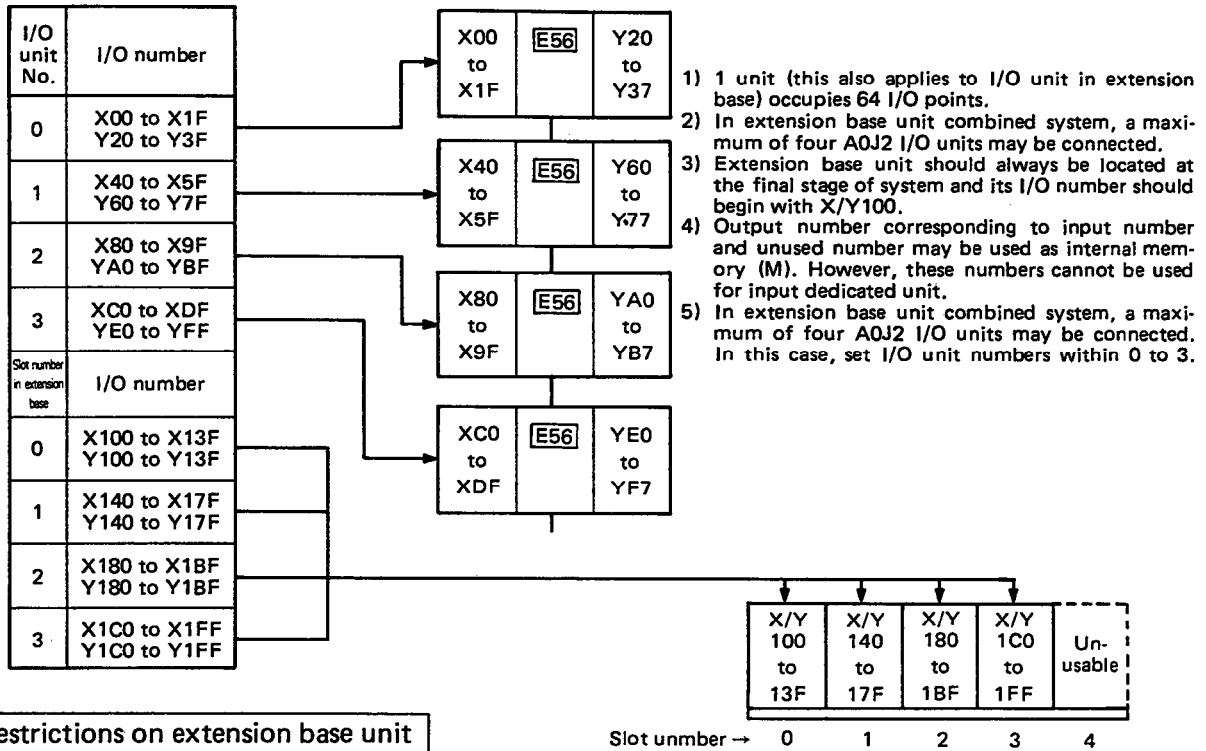 I/O
unit
No.
I/O number
0
X00 to X1F
Y20 to Y3F
1
X40 to X5F
Y60 to Y7F
2
X80 to X9F
YA0 to YBF
3
XC0 to XDF
YE0 to YFF
Slot number
in extension
base
I/O number
0
X100 to X13F
Y100 to Y13F
1
X140 to X17F
Y140 to Y17F
2
X180 to X1BF
Y180 to Y1BF
3
X1C0 to X1FF
Y1C0 to Y1FF
X00
to
X1F
E56
Y20
to
Y37
X40
to
X5F
E56
Y60
to
Y77
X80
to
X9F
E56
YA0
to
YB7
XC0
to
XDF
E56
YE0
to
YF7
1) 1 unit (this also applies to I/O unit in extension
base) occupies 64 I/O points.
2) In extension base unit combined system, a maxi-
mum of four A0J2 I/O units may be connected.
3) Extension base unit should always be located at
the final stage of system and its I/O number should
begin with X/Y100.
4) Output number corresponding to input number
and unused number may be used as internal mem-
ory (M). However, these numbers cannot be used
for input dedicated unit.
5) In extension base unit combined system, a maxi-
mum of four A0J2 I/O units may be connected.
In this case, set I/O unit numbers within 0 to 3.
X/Y
100
to
13F
X/Y
140
to
17F
X/Y
180
to
1BF
X/Y
1C0
to
1FF
Un-
usable
Slot unmber → 0 1 2 3 4
estrictions on extension base unit